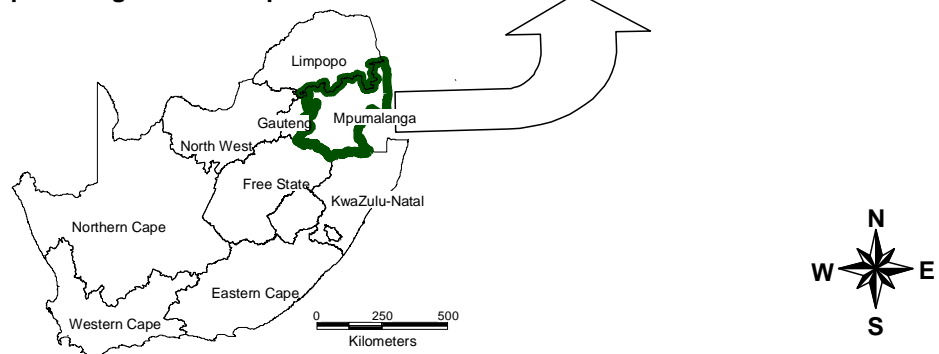 Limpopo
Mpumalanga
Gauteng
North West
Free State
KwaZulu-Natal
Northern Cape
Eastern Cape
Western Cape
0 250 500
Kilometers
N
W E
S